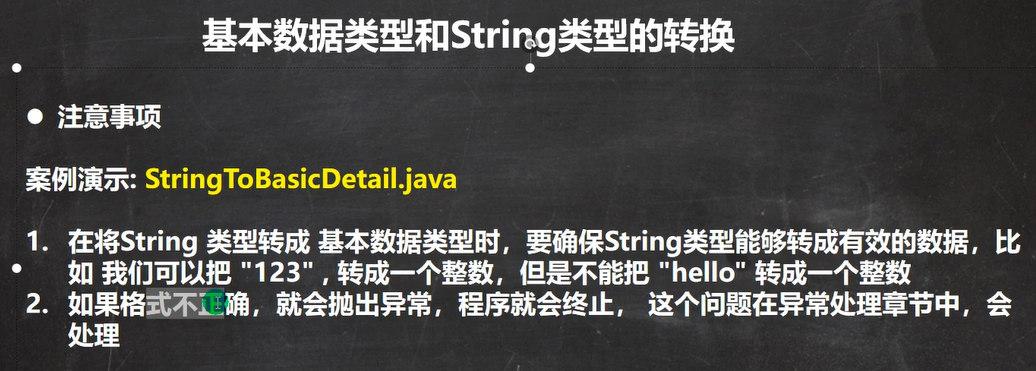 基本数据类型和String类型的转换
● 注意事项
案例演示: StringToBasicDetail.java
1. 在将String 类型转成 基本数据类型时，要确保String类型能够转成有效的数据，比
如 我们可以把 "123" , 转成一个整数，但是不能把 "hello" 转成一个整数
2. 如果格式不正确，就会抛出异常，程序就会终止， 这个问题在异常处理章节中，会
处理